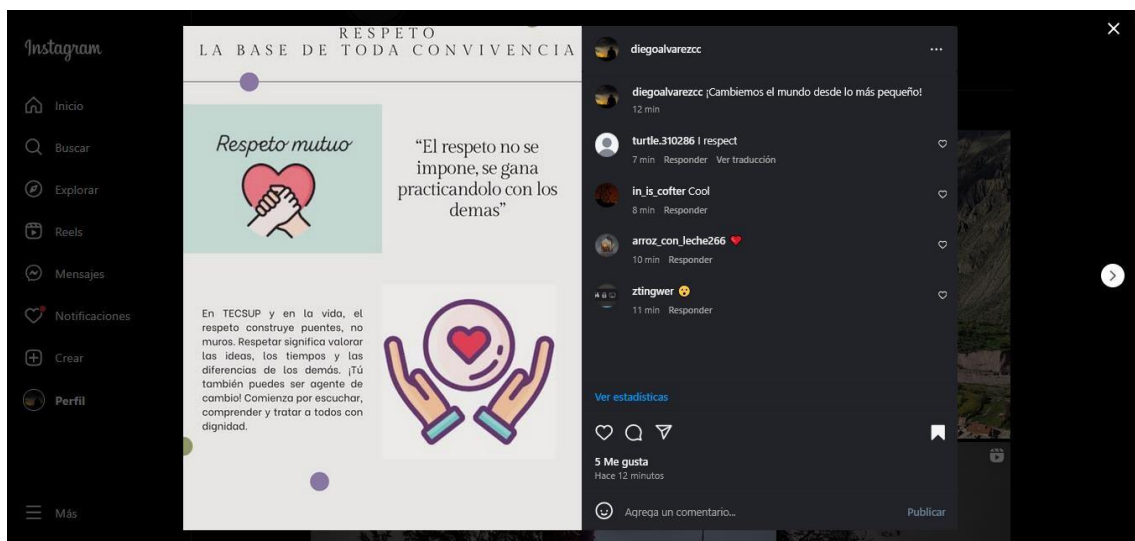 Instagram
Inicio
Buscar
Explorar
Reels
Mensajes
Notificaciones
Crear
Perfil
Más
RESPETO
LA BASE DE TODA CONVIVENCIA
Respeto mutuo
“El respeto no se
impone, se gana
practicandolo con los
demas”
En TECSUP y en la vida, el
respeto construye puentes, no
muros. Respetar significa valorar
las ideas, los tiempos y las
diferencias de los demás. ¡Tú
también puedes ser agente de
cambio! Comienza por escuchar,
comprender y tratar a todos con
dignidad.
diegoalvarezcc
diegoalvarezcc ¡Cambiemos el mundo desde lo más pequeño!
12 min
turtle.310286 I respect
7 min Responder Ver traducción
in_is_cofter Cool
8 min Responder
arroz_con_leche266 ❤️
10 min Responder
ztingwer 😮
11 min Responder
Ver estadísticas
5 Me gusta
Hace 12 minutos
Agrega un comentario...
Publicar